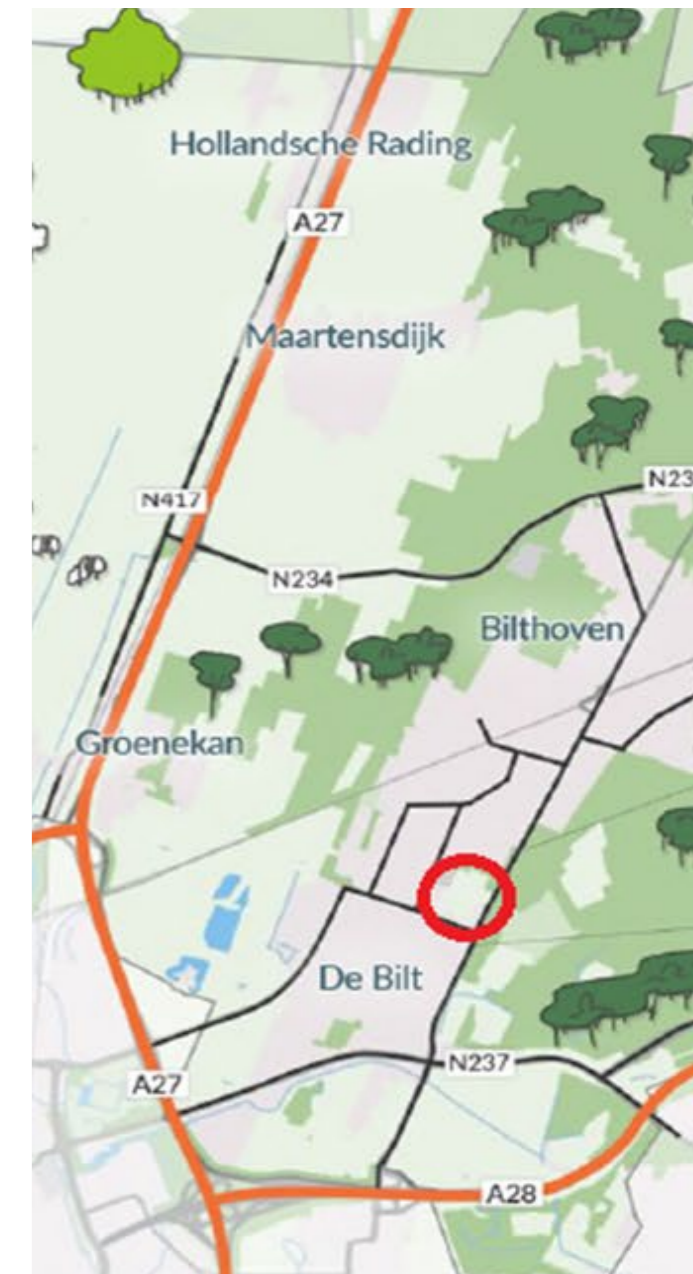 Hollandsche Rading
A27
Maartensdijk
N417
N23
N234
Bilthoven
Groenekan
De Bilt
N237
A27
A28